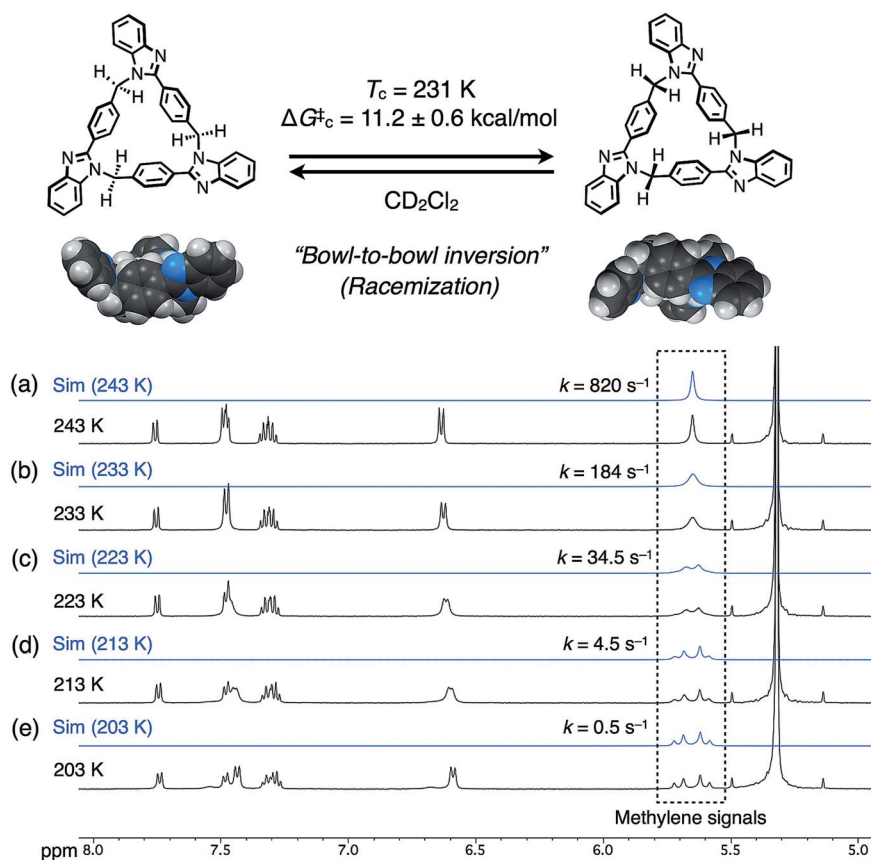 N
N
H
H
N
N
H
H
N
N
H
H
T_c = 231 K
ΔG‡_c = 11.2 ± 0.6 kcal/mol
CD₂Cl₂
"Bowl-to-bowl inversion"
(Racemization)
N
N
H
H
N
N
H
H
N
N
H
H
(a) Sim (243 K) k = 820 s⁻¹
243 K
(b) Sim (233 K) k = 184 s⁻¹
233 K
(c) Sim (223 K) k = 34.5 s⁻¹
223 K
(d) Sim (213 K) k = 4.5 s⁻¹
213 K
(e) Sim (203 K) k = 0.5 s⁻¹
203 K
Methylene signals
ppm 8.0 7.5 7.0 6.5 6.0 5.5 5.0